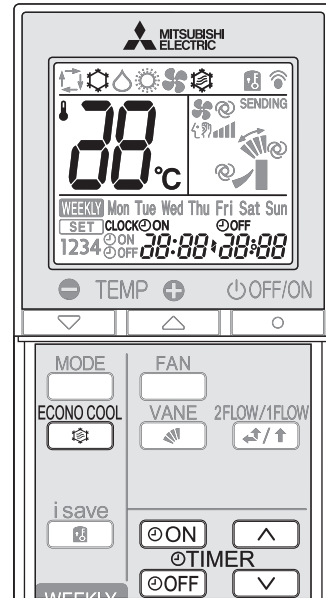 MITSUBISHI
ELECTRIC
SENDING
88°C
WEEKLY Mon Tue Wed Thu Fri Sat Sun
SET CLOCK ON OFF
1234 ON OFF 88:88 88:88
TEMP OFF/ON
MODE FAN
ECONO COOL VANE 2FLOW/1FLOW
i save
ON
TIMER
OFF
WEEKLY